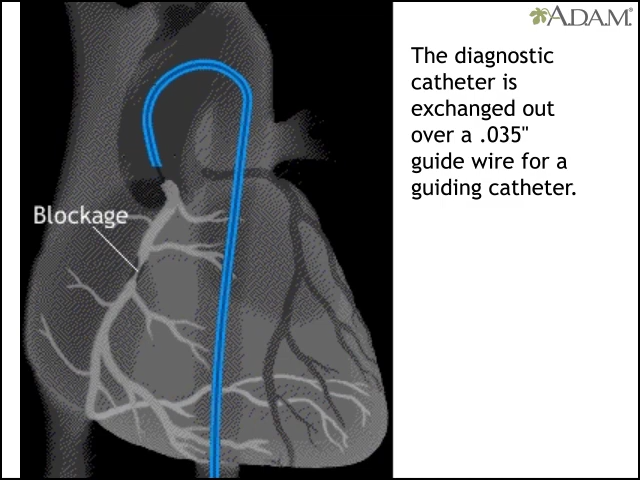 A.D.A.M.
The diagnostic
catheter is
exchanged out
over a .035"
guide wire for a
guiding catheter.
Blockage